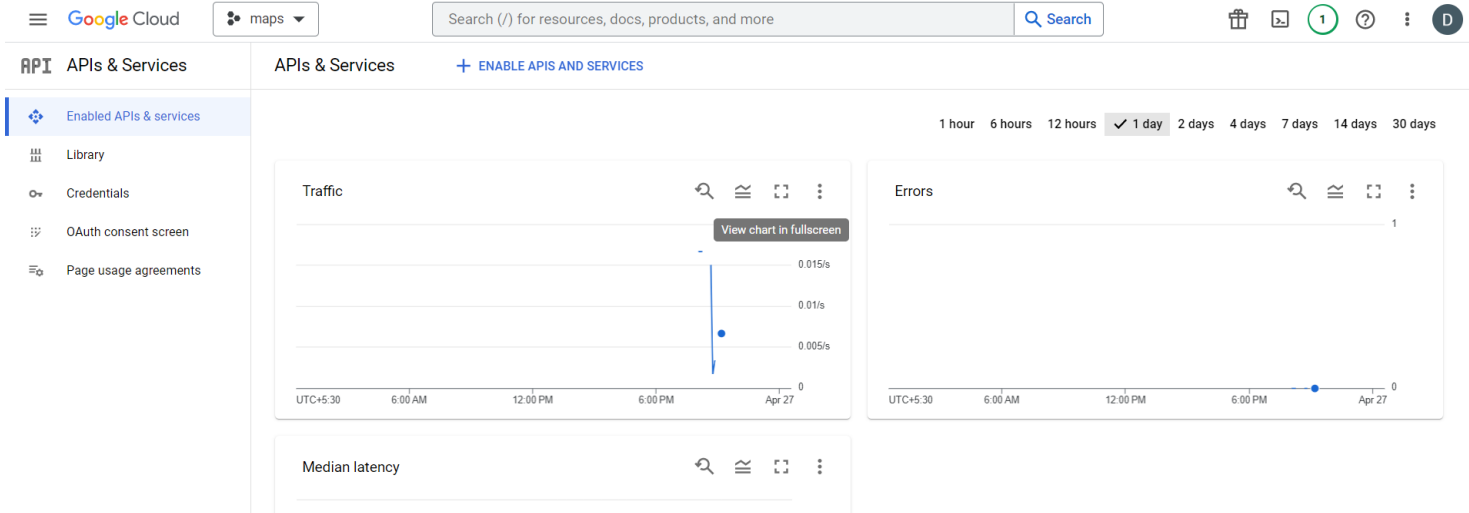 Google Cloud
maps
Search (/) for resources, docs, products, and more
Search
1
D
API APIs & Services
APIs & Services
ENABLE APIS AND SERVICES
Enabled APIs & services
Library
Credentials
OAuth consent screen
Page usage agreements
1 hour 6 hours 12 hours 1 day 2 days 4 days 7 days 14 days 30 days
Traffic
View chart in fullscreen
0.015/s
0.01/s
0.005/s
0
UTC+5:30 6:00 AM 12:00 PM 6:00 PM Apr 27
Errors
1
0
UTC+5:30 6:00 AM 12:00 PM 6:00 PM Apr 27
Median latency